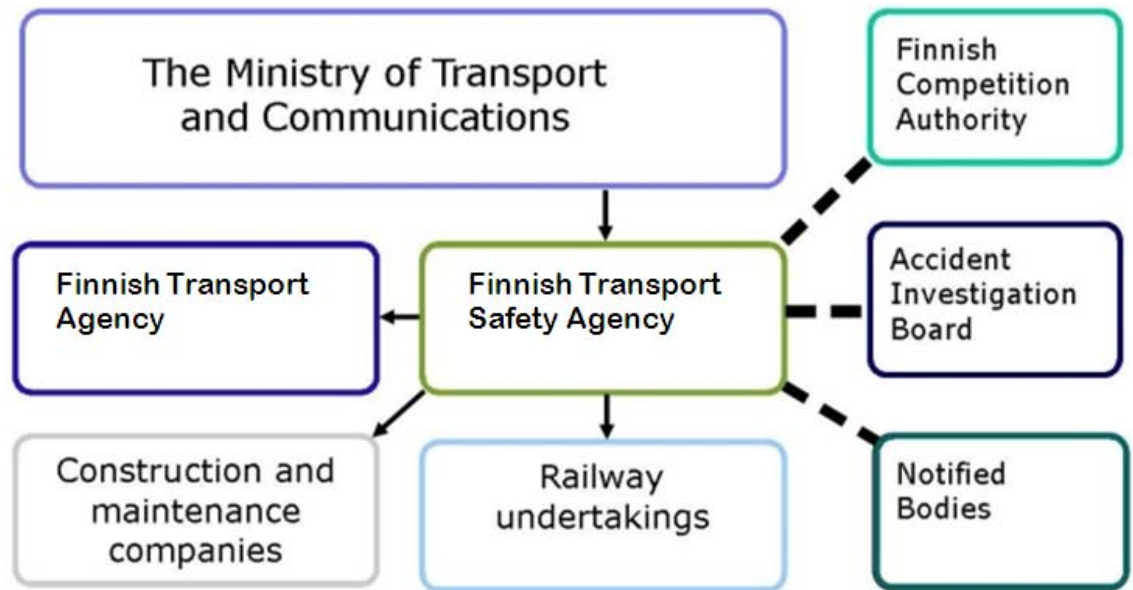 The Ministry of Transport
and Communications
Finnish
Competition
Authority
Finnish Transport
Agency
Finnish Transport
Safety Agency
Accident
Investigation
Board
Construction and
maintenance
companies
Railway
undertakings
Notified
Bodies